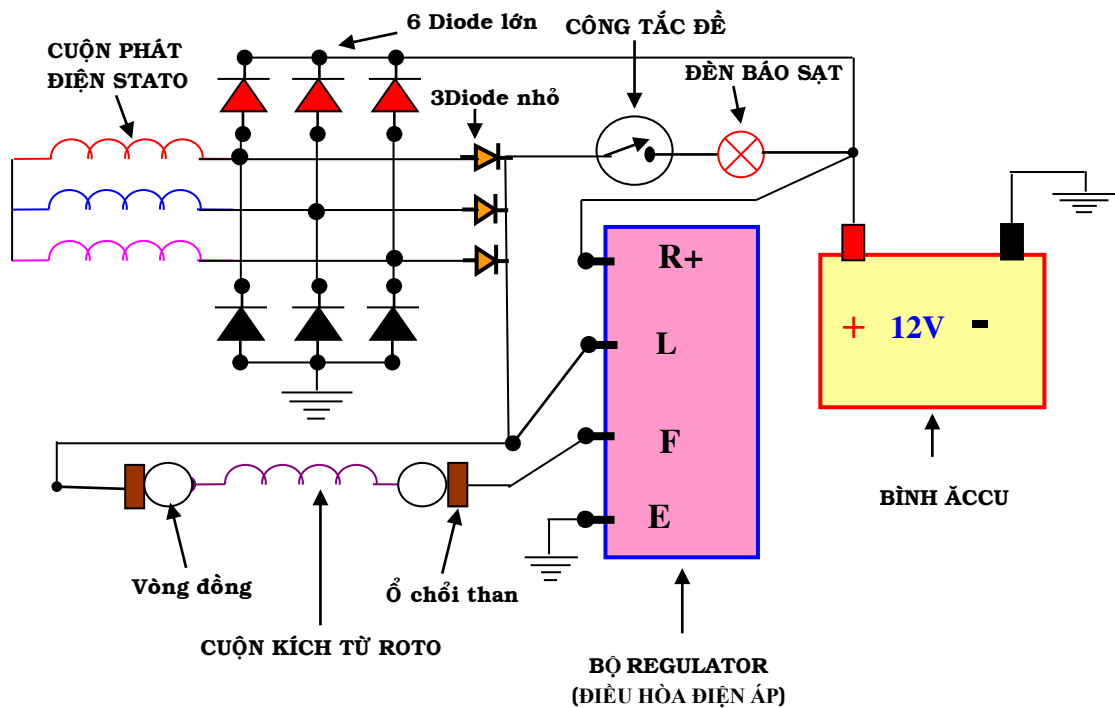 6 Diode lớn
CÔNG TẮC ĐỀ
CUỘN PHÁT
ĐIỆN STATO
ĐÈN BÁO SẠT
3Diode nhỏ
R+
L
F
E
+ 12V -
BÌNH ĂCCU
Vòng đồng
Ổ chổi than
CUỘN KÍCH TỪ ROTO
BỘ REGULATOR
(ĐIỀU HÒA ĐIỆN ÁP)